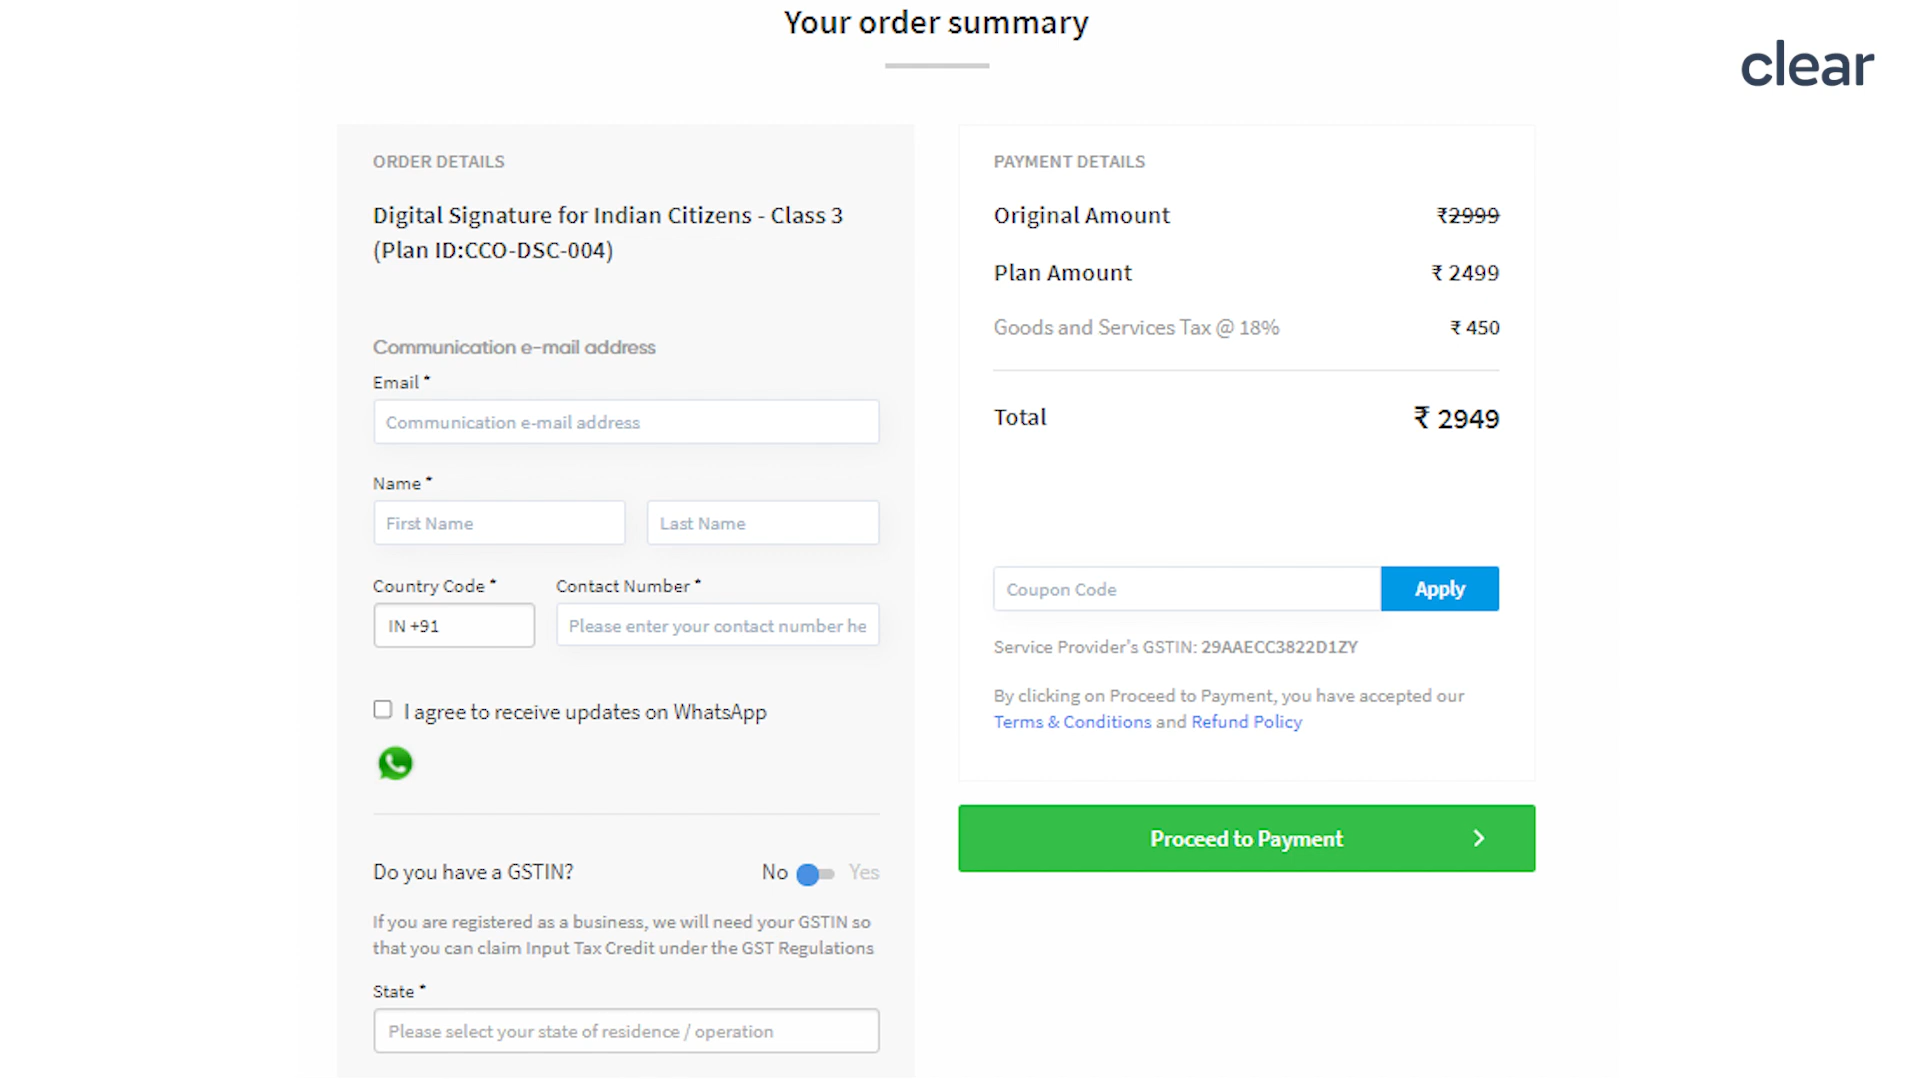 Your order summary
clear
ORDER DETAILS
Digital Signature for Indian Citizens - Class 3
(Plan ID:CCO-DSC-004)
Communication e-mail address
Email *
Communication e-mail address
Name *
First Name
Last Name
Country Code *
Contact Number *
IN +91
Please enter your contact number he
I agree to receive updates on WhatsApp
Do you have a GSTIN?
No
Yes
If you are registered as a business, we will need your GSTIN so
that you can claim Input Tax Credit under the GST Regulations
State *
Please select your state of residence / operation
PAYMENT DETAILS
Original Amount ₹2999
Plan Amount ₹ 2499
Goods and Services Tax @ 18% ₹ 450
Total ₹ 2949
Coupon Code
Apply
Service Provider's GSTIN: 29AAECC3822D1ZY
By clicking on Proceed to Payment, you have accepted our
Terms & Conditions and Refund Policy
Proceed to Payment